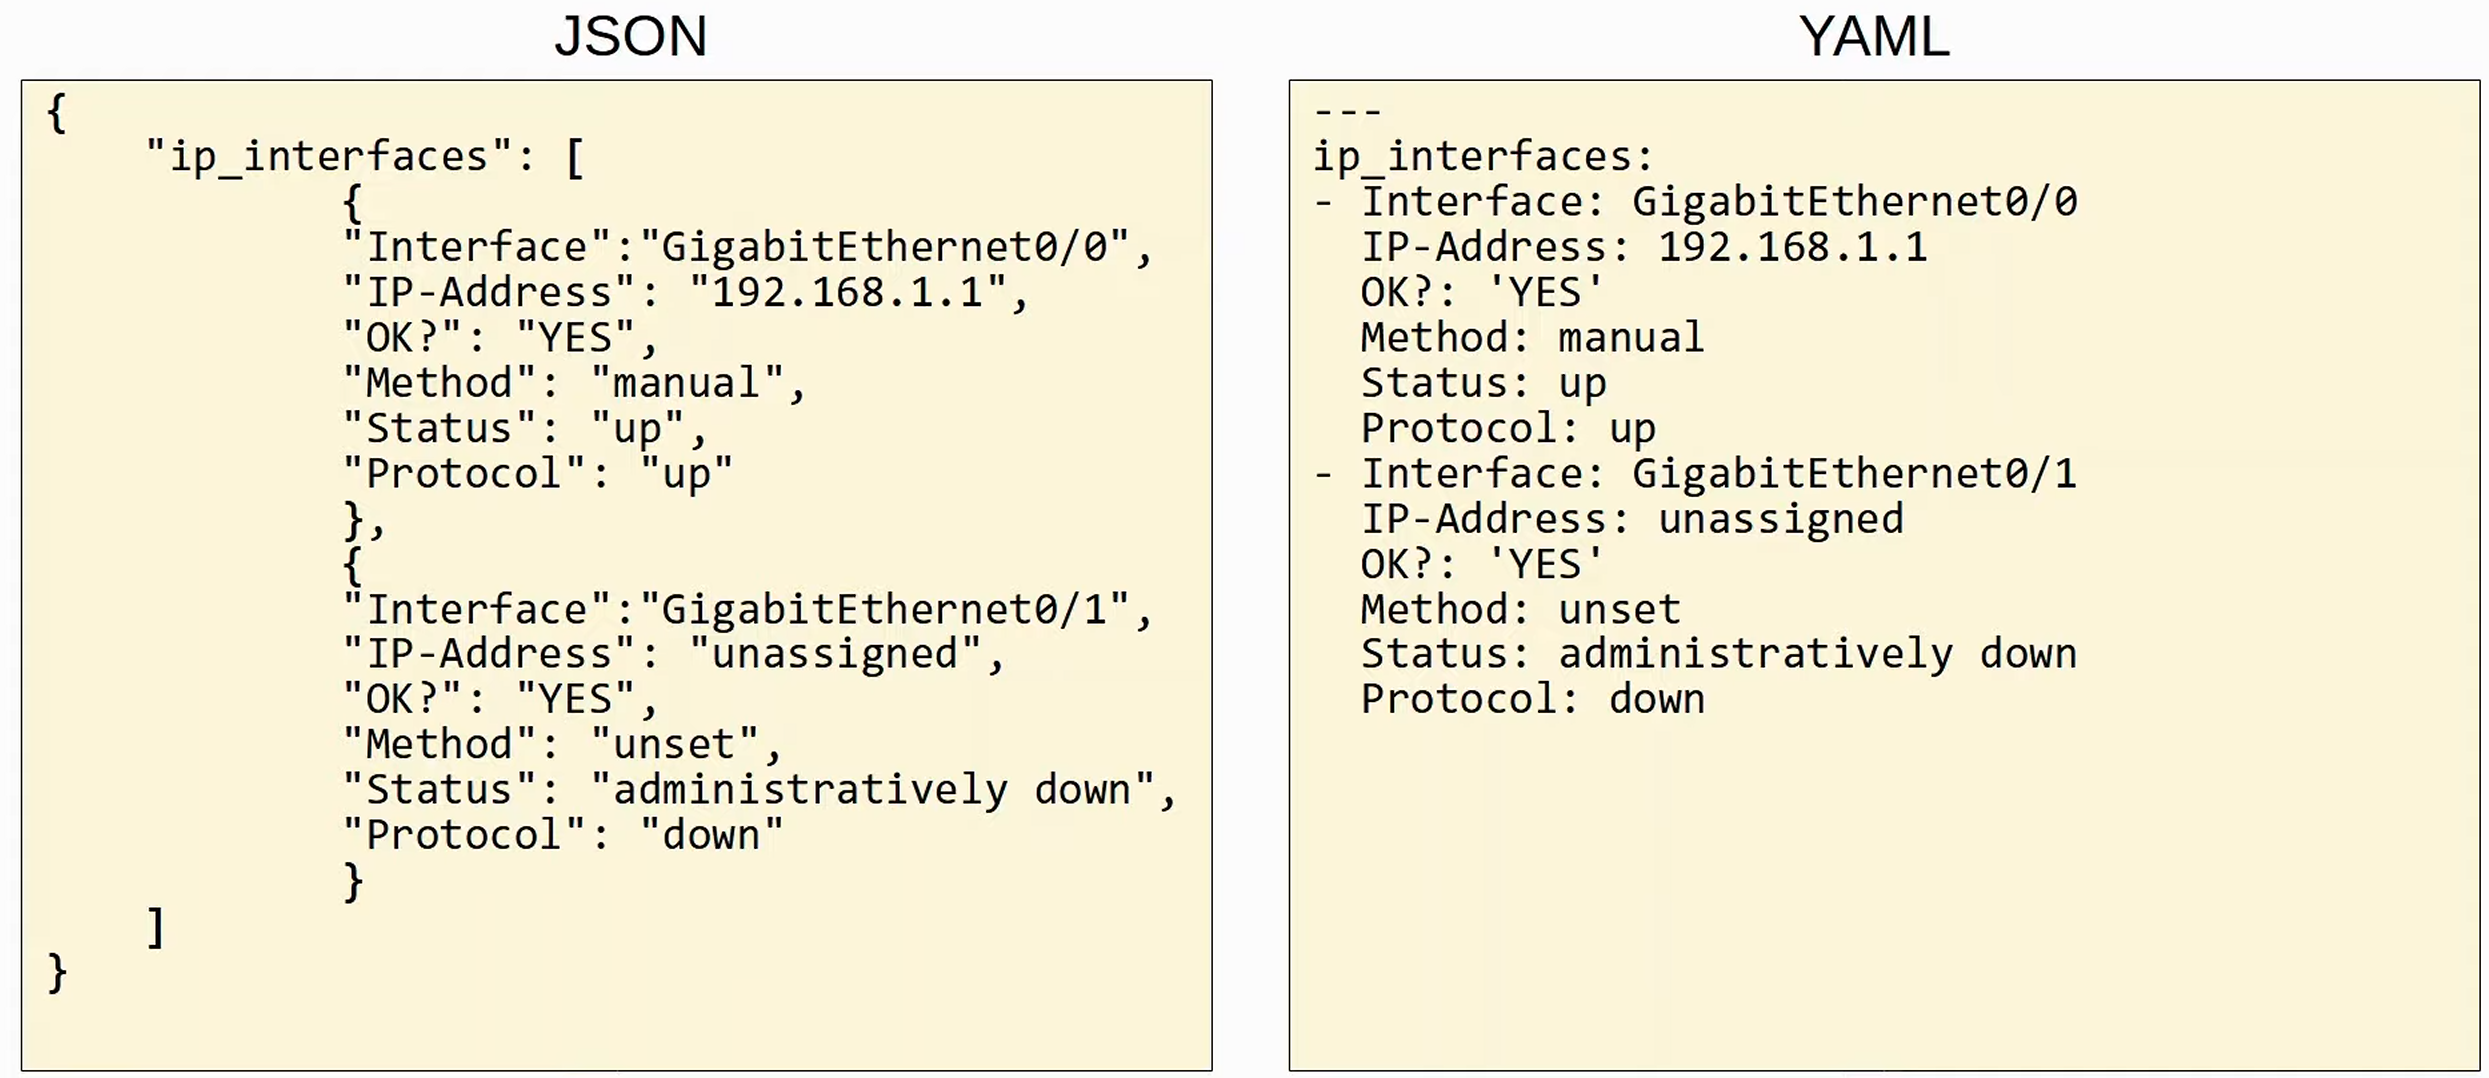 JSON
{
"ip_interfaces": [
{
"Interface":"GigabitEthernet0/0",
"IP-Address": "192.168.1.1",
"OK?": "YES",
"Method": "manual",
"Status": "up",
"Protocol": "up"
},
{
"Interface":"GigabitEthernet0/1",
"IP-Address": "unassigned",
"OK?": "YES",
"Method": "unset",
"Status": "administratively down",
"Protocol": "down"
}
]
}
YAML
---
ip_interfaces:
- Interface: GigabitEthernet0/0
IP-Address: 192.168.1.1
OK?: 'YES'
Method: manual
Status: up
Protocol: up
- Interface: GigabitEthernet0/1
IP-Address: unassigned
OK?: 'YES'
Method: unset
Status: administratively down
Protocol: down